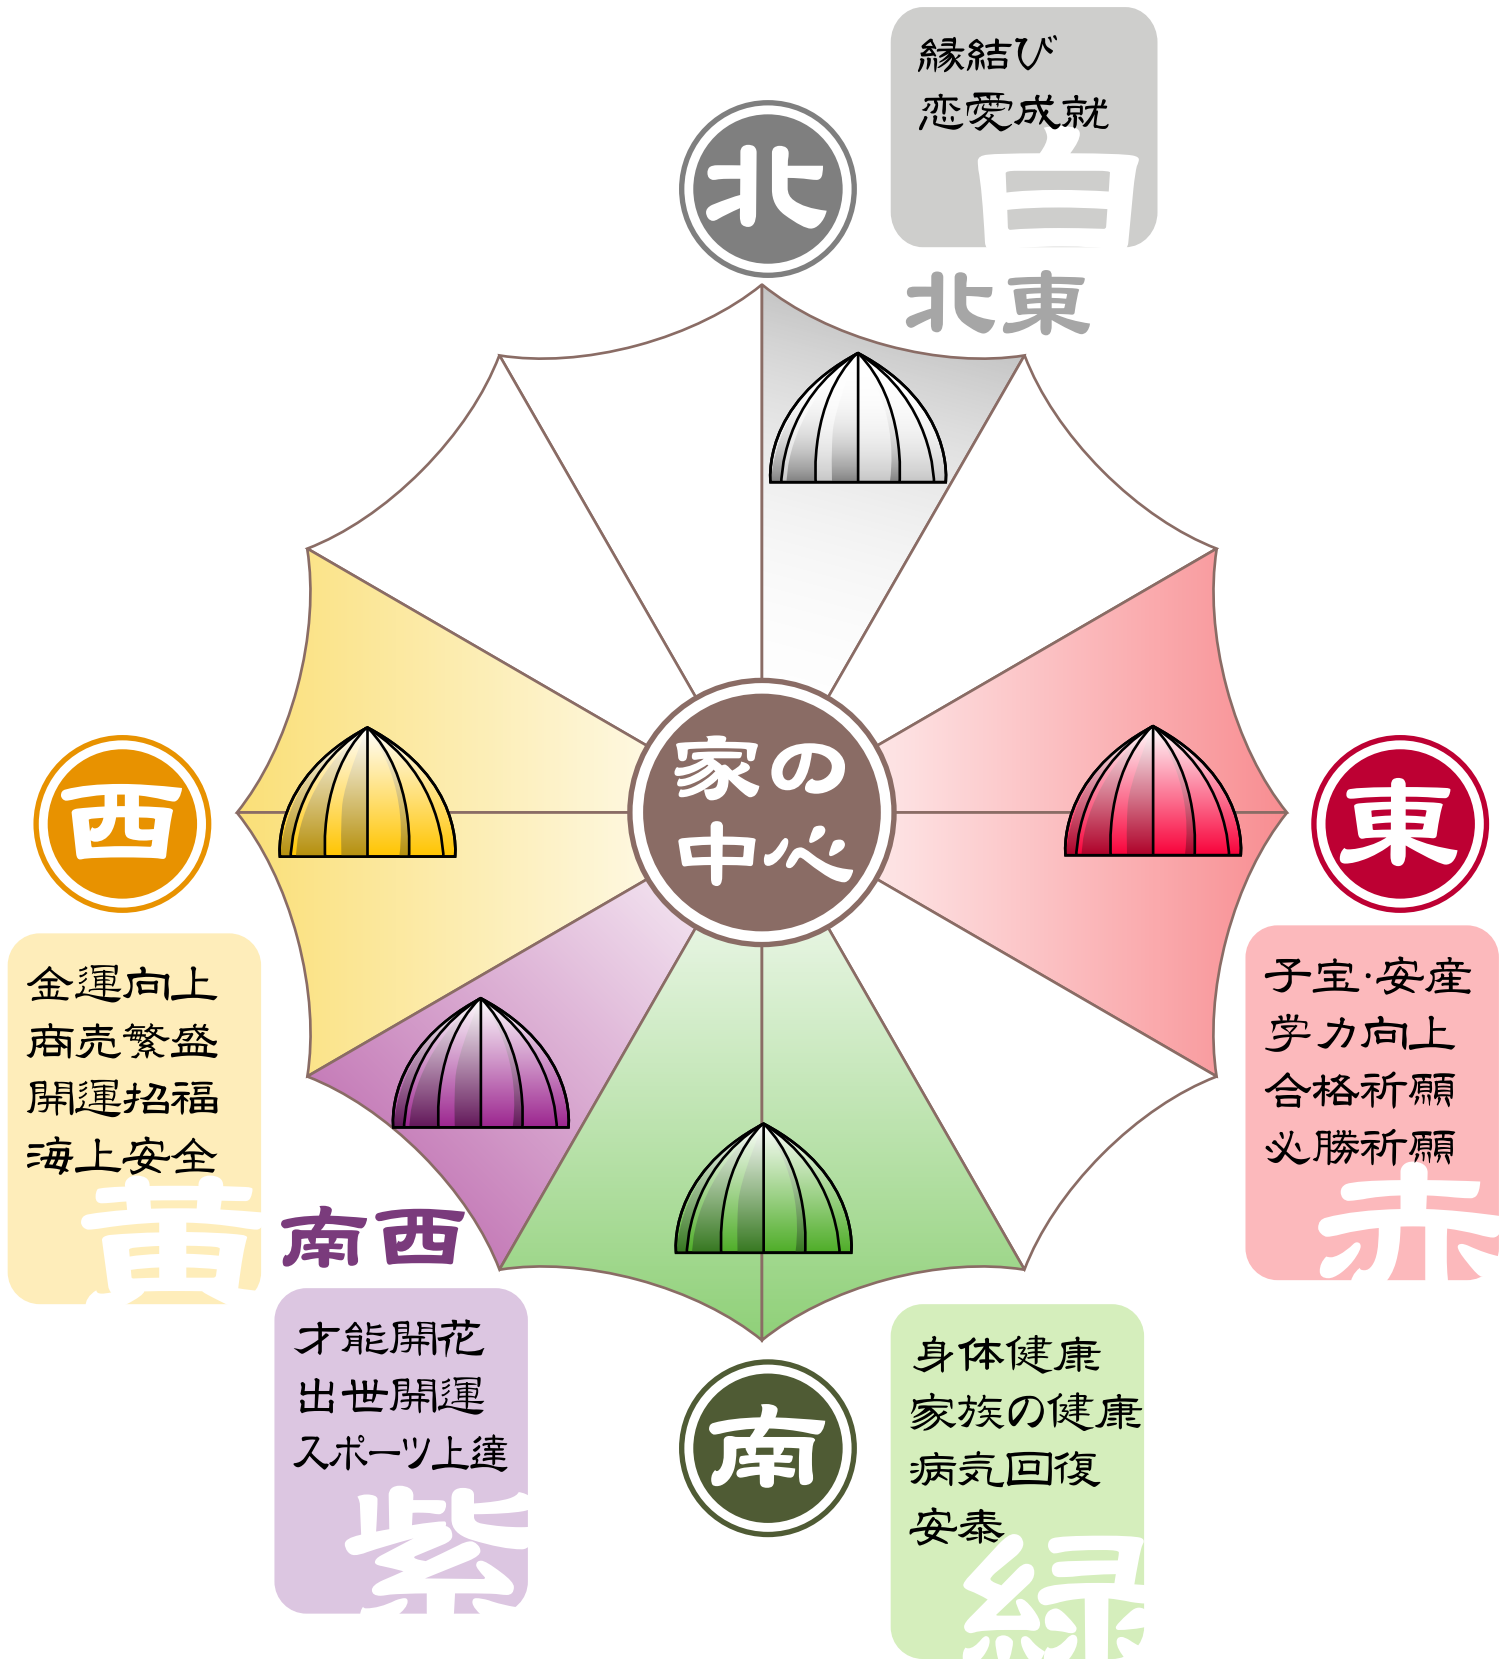 縁結び
恋愛成就
白
北
北東
家の
中心
西
東
金運向上
商売繁盛
開運招福
海上安全
黄
子宝·安産
学力向上
合格祈願
必勝祈願
赤
南西
才能開花
出世開運
スポーツ上達
紫
南
身体健康
家族の健康
病気回復
安泰
緑